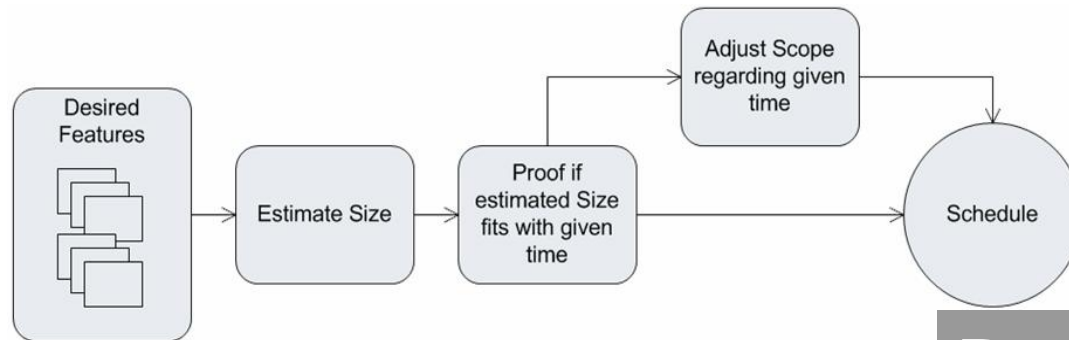 Desired
Features
Estimate Size
Proof if
estimated Size
fits with given
time
Adjust Scope
regarding given
time
Schedule